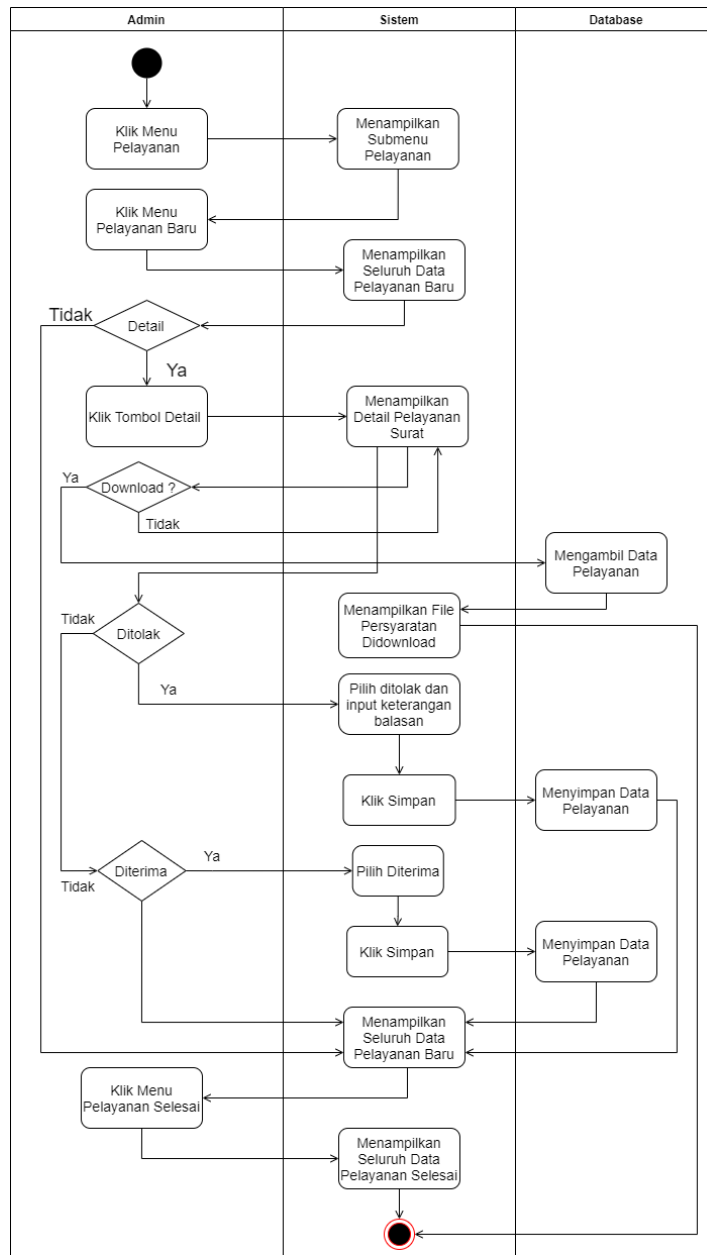 Admin
Sistem
Database
Klik Menu
Pelayanan
Menampilkan
Submenu
Pelayanan
Klik Menu
Pelayanan Baru
Menampilkan
Seluruh Data
Pelayanan Baru
Tidak
Detail
Ya
Klik Tombol Detail
Menampilkan
Detail Pelayanan
Surat
Ya
Download ?
Tidak
Mengambil Data
Pelayanan
Menampilkan File
Persyaratan
Didownload
Tidak
Ditolak
Ya
Pilih ditolak dan
input keterangan
balasan
Klik Simpan
Menyimpan Data
Pelayanan
Diterima
Ya
Tidak
Pilih Diterima
Klik Simpan
Menyimpan Data
Pelayanan
Menampilkan
Seluruh Data
Pelayanan Baru
Klik Menu
Pelayanan Selesai
Menampilkan
Seluruh Data
Pelayanan Selesai